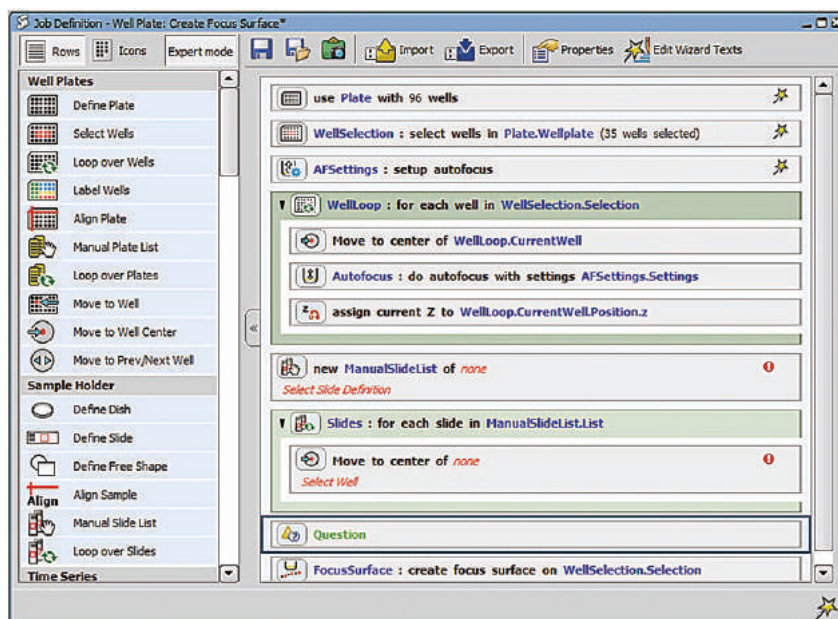 Job Definition - Well Plate: Create Focus Surface*
Rows Icons Expert mode Import Export Properties Edit Wizard Texts
Well Plates
Define Plate
Select Wells
Loop over Wells
Label Wells
Align Plate
Manual Plate List
Loop over Plates
Move to Well
Move to Well Center
Move to Prev/Next Well
Sample Holder
Define Dish
Define Slide
Define Free Shape
Align Align Sample
Manual Slide List
Loop over Slides
Time Series
«
use Plate with 96 wells
WellSelection : select wells in Plate.Wellplate (35 wells selected)
AFSettings : setup autofocus
WellLoop : for each well in WellSelection.Selection
Move to center of WellLoop.CurrentWell
Autofocus : do autofocus with settings AFSettings.Settings
assign current Z to WellLoop.CurrentWell.Position.z
new ManualSlideList of none
Select Slide Definition
Slides : for each slide in ManualSlideList.List
Move to center of none
Select Well
Question
FocusSurface : create focus surface on WellSelection.Selection